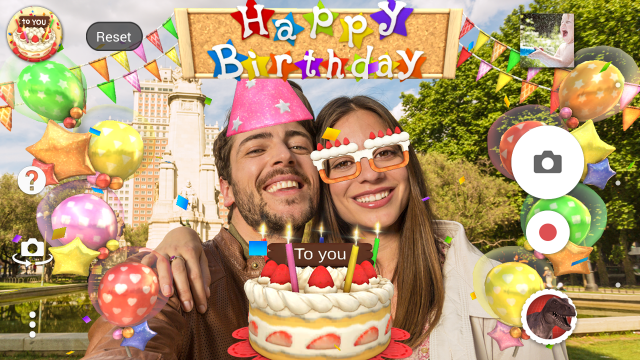 TO YOU
Reset
Happy
Birthday
?
To you